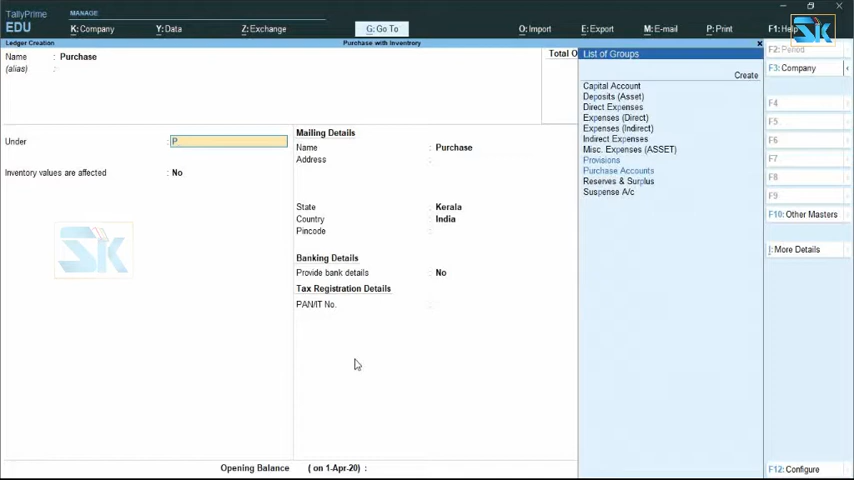 TallyPrime
EDU
MANAGE
K: Company
Y: Data
Z: Exchange
G: Go To
O: Import
E: Export
M: E-mail
P: Print
F1: Help
SK
Ledger Creation
Purchase with Inventory
Name : Purchase
(alias) :
Total O
List of Groups
Create
Capital Account
Deposits (Asset)
Direct Expenses
Expenses (Direct)
Expenses (Indirect)
Indirect Expenses
Misc. Expenses (ASSET)
Provisions
Purchase Accounts
Reserves & Surplus
Suspense A/c
Under : P
Inventory values are affected : No
SK
Mailing Details
Name : Purchase
Address :
State : Kerala
Country : India
Pincode :
Banking Details
Provide bank details : No
Tax Registration Details
PAN/IT No. :
Opening Balance ( on 1-Apr-20) :
F2: Period
F3: Company
F4
F5
F6
F7
F8
F9
F10: Other Masters
I: More Details
F12: Configure